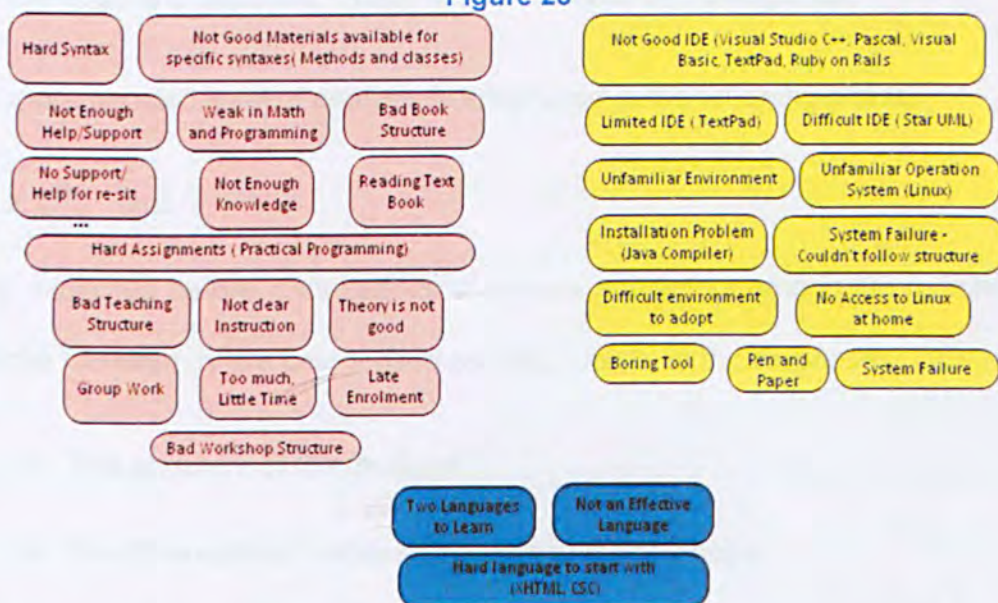 Figure
Hard Syntax
Not Good Materials available for
specific syntaxes( Methods and classes)
Not Enough
Help/Support
Weak in Math
and Programming
Bad Book
Structure
No Support/
Help for re-sit
...
Not Enough
Knowledge
Reading Text
Book
Hard Assignments ( Practical Programming)
Bad Teaching
Structure
Not clear
Instruction
Theory is not
good
Group Work
Too much,
Little Time
Late
Enrolment
Bad Workshop Structure
Not Good IDE (Visual Studio C++, Pascal, Visual
Basic, TextPad, Ruby on Rails
Limited IDE ( TextPad)
Difficult IDE ( Star UML)
Unfamiliar Environment
Unfamiliar Operation
System (Linux)
Installation Problem
(Java Compiler)
System Failure -
Couldn't follow structure
Difficult environment
to adopt
No Access to Linux
at home
Boring Tool
Pen and
Paper
System Failure
Two Languages
to Learn
Not an Effective
Language
Hard language to start with
(XHTML, CSC)